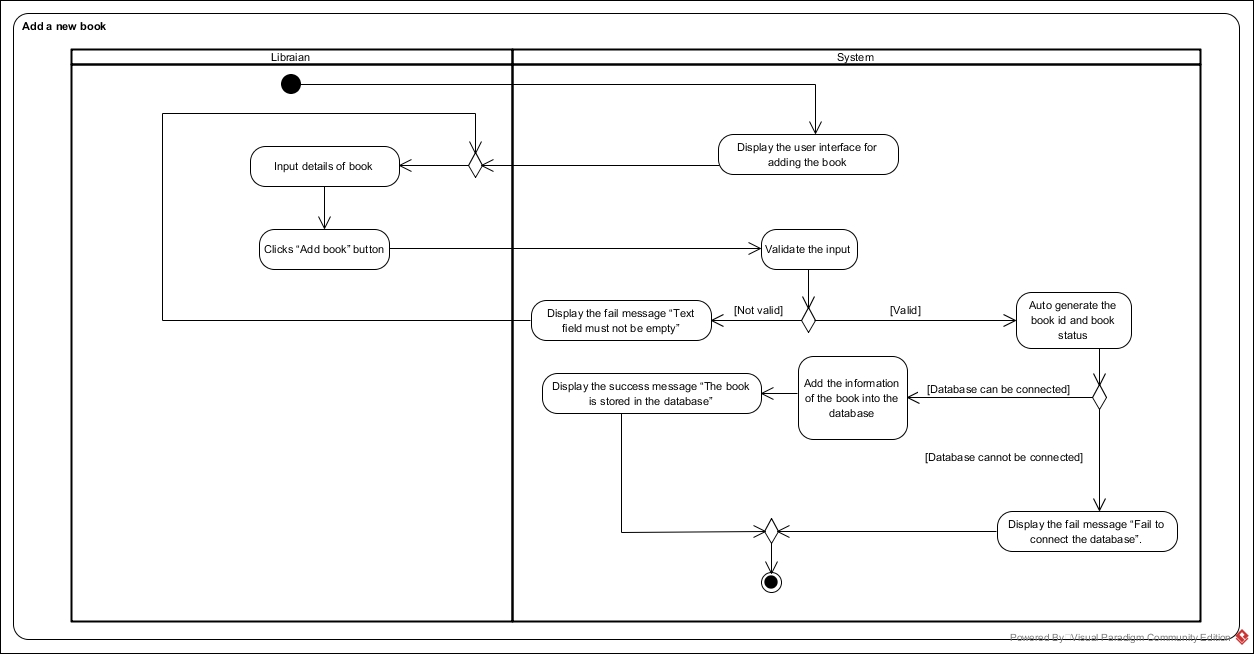 Add a new book
Libraian
System
Display the user interface for
adding the book
Input details of book
Clicks “Add book” button
Validate the input
[Not valid]
[Valid]
Display the fail message “Text
field must not be empty”
Auto generate the
book id and book
status
[Database can be connected]
Add the information
of the book into the
database
Display the success message “The book
is stored in the database”
[Database cannot be connected]
Display the fail message “Fail to
connect the database”.
Powered By Visual Paradigm Community Edition